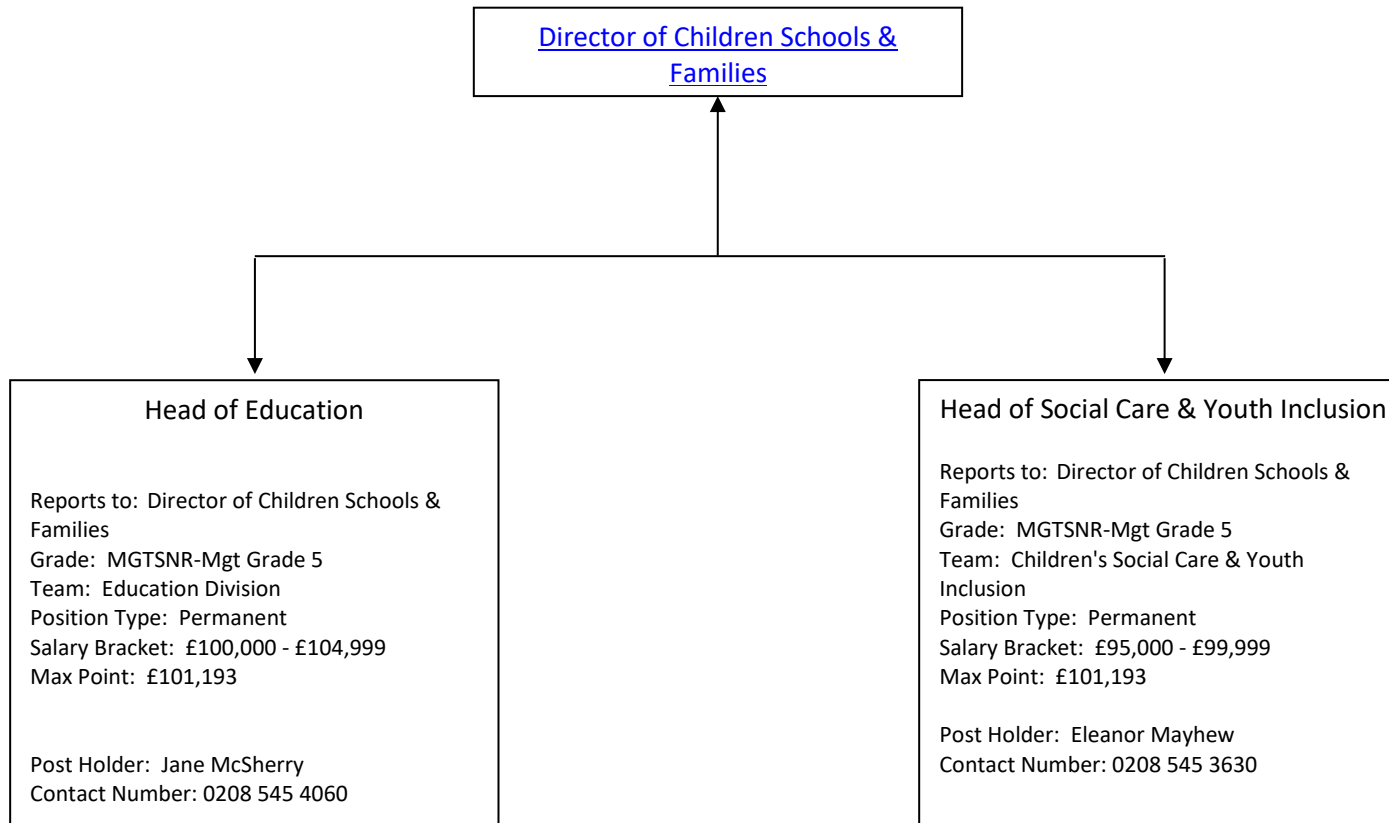 Director of Children Schools &
Families
Head of Education
Reports to: Director of Children Schools &
Families
Grade: MGTSNR-Mgt Grade 5
Team: Education Division
Position Type: Permanent
Salary Bracket: £100,000 - £104,999
Max Point: £101,193
Post Holder: Jane McSherry
Contact Number: 0208 545 4060
Head of Social Care & Youth Inclusion
Reports to: Director of Children Schools &
Families
Grade: MGTSNR-Mgt Grade 5
Team: Children's Social Care & Youth
Inclusion
Position Type: Permanent
Salary Bracket: £95,000 - £99,999
Max Point: £101,193
Post Holder: Eleanor Mayhew
Contact Number: 0208 545 3630